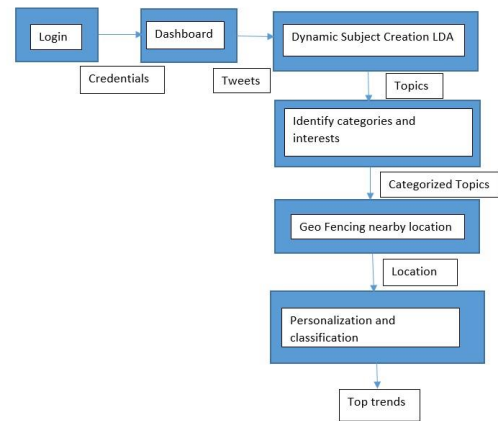 Login
Dashboard
Dynamic Subject Creation LDA
Credentials
Tweets
Topics
Identify categories and
interests
Categorized Topics
Geo Fencing nearby location
Location
Personalization and
classification
Top trends